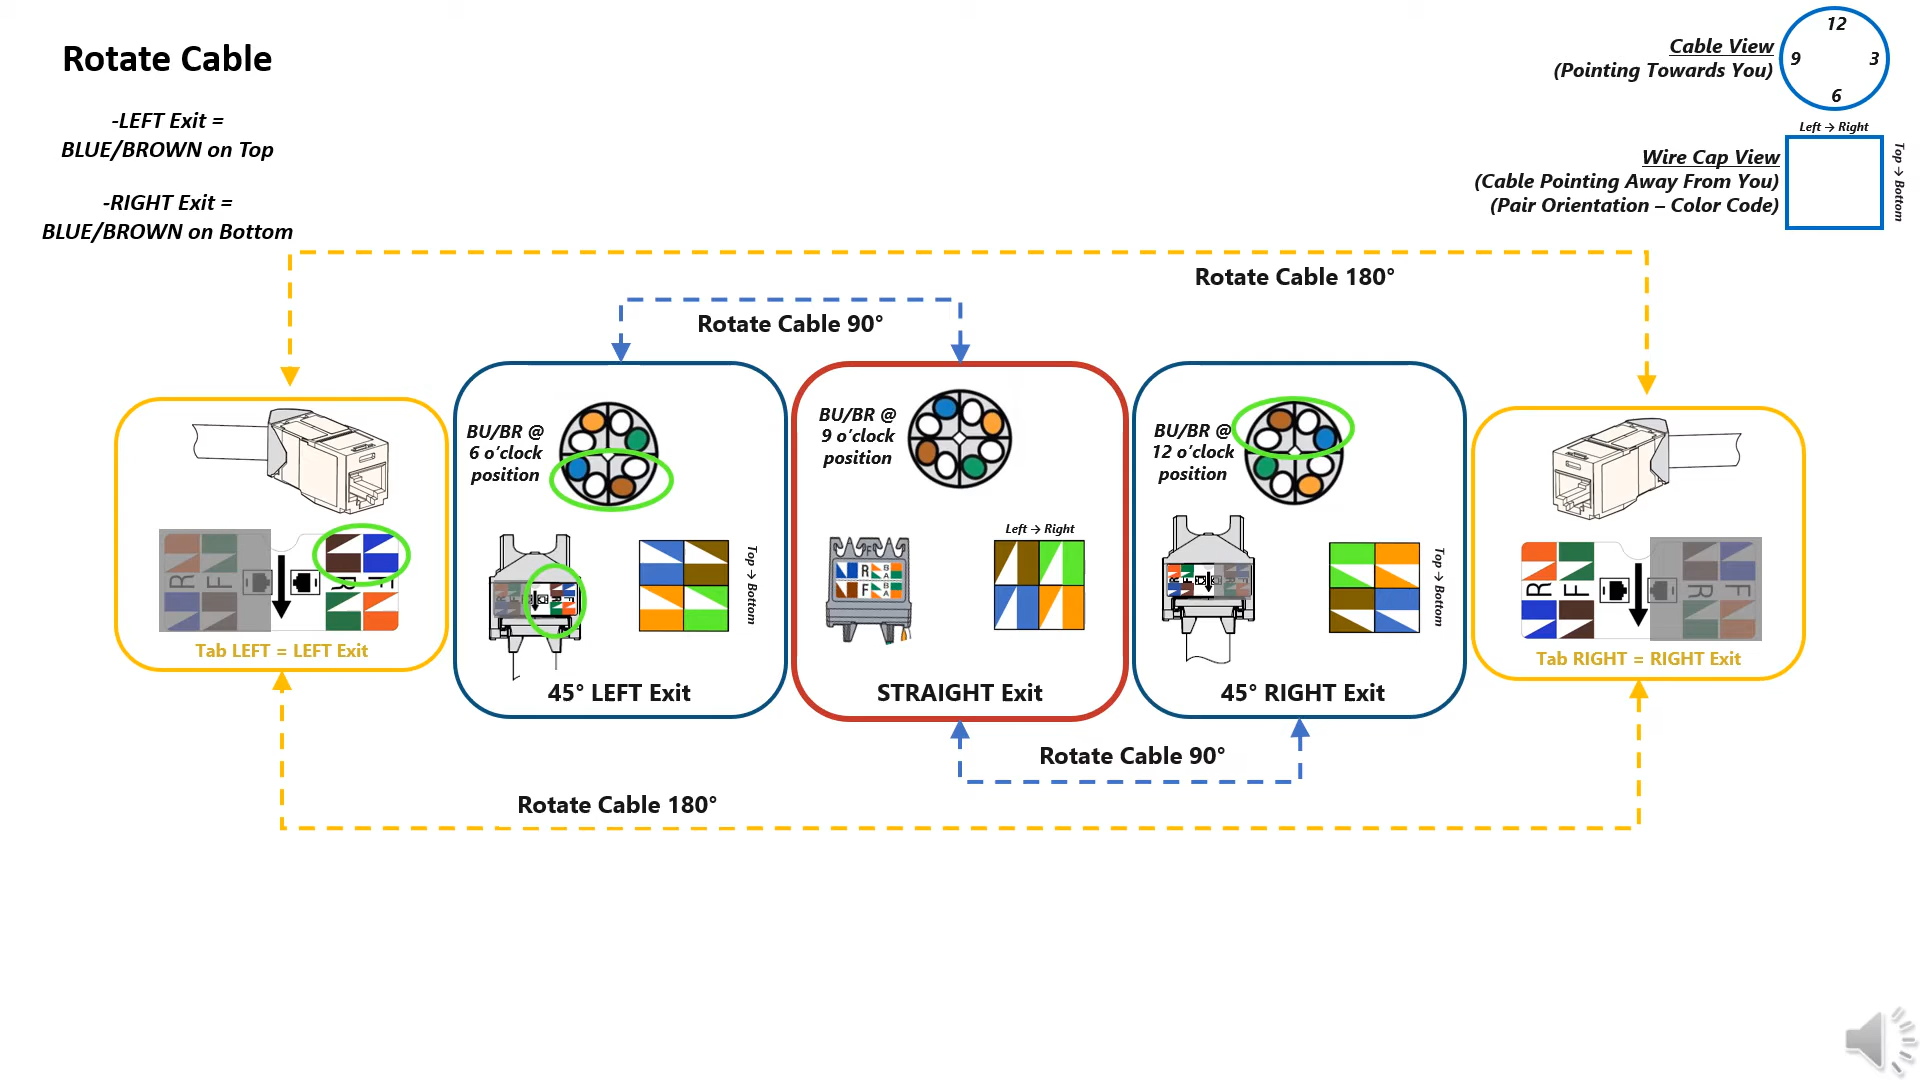 Rotate Cable
-LEFT Exit =
BLUE/BROWN on Top
-RIGHT Exit =
BLUE/BROWN on Bottom
Cable View
(Pointing Towards You)
12
9
3
6
Left → Right
Wire Cap View
(Cable Pointing Away From You)
(Pair Orientation – Color Code)
Top → Bottom
Rotate Cable 180°
Rotate Cable 90°
R
F
R
F
Tab LEFT = LEFT Exit
BU/BR @
6 o'clock
position
Top → Bottom
45° LEFT Exit
BU/BR @
9 o'clock
position
Left → Right
R
B
A
F
B
A
STRAIGHT Exit
BU/BR @
12 o'clock
position
Top → Bottom
45° RIGHT Exit
R
F
R
F
Tab RIGHT = RIGHT Exit
Rotate Cable 90°
Rotate Cable 180°